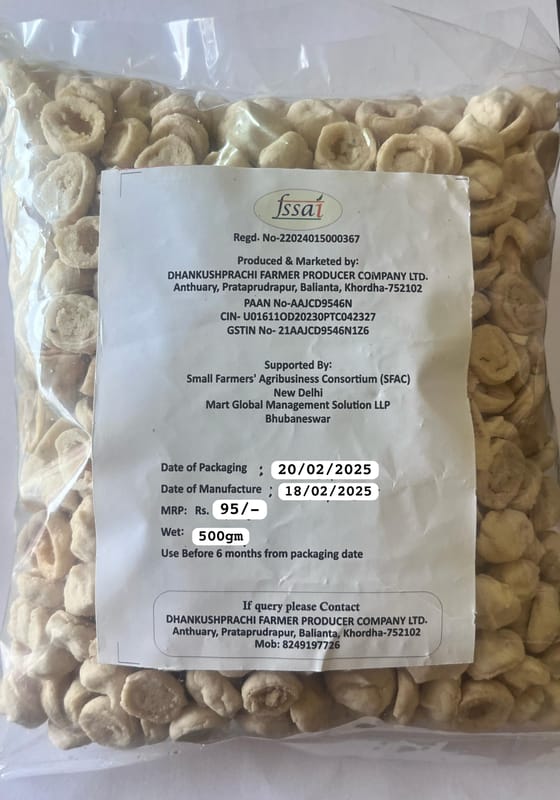 fssai
Regd. No-22024015000367
Produced & Marketed by:
DHANKUSHPRACHI FARMER PRODUCER COMPANY LTD.
Anthuary, Prataprudrapur, Balianta, Khordha-752102
PAAN No-AAJCD9546N
CIN- U01611OD20230PTC042327
GSTIN No- 21AAJCD9546N1Z6
Supported By:
Small Farmers' Agribusiness Consortium (SFAC)
New Delhi
Mart Global Management Solution LLP
Bhubaneswar
Date of Packaging : 20/02/2025
Date of Manufacture : 18/02/2025
MRP: Rs. 95/-
Wet: 500gm
Use Before 6 months from packaging date
If query please Contact
DHANKUSHPRACHI FARMER PRODUCER COMPANY LTD.
Anthuary, Prataprudrapur, Balianta, Khordha-752102
Mob: 8249197726